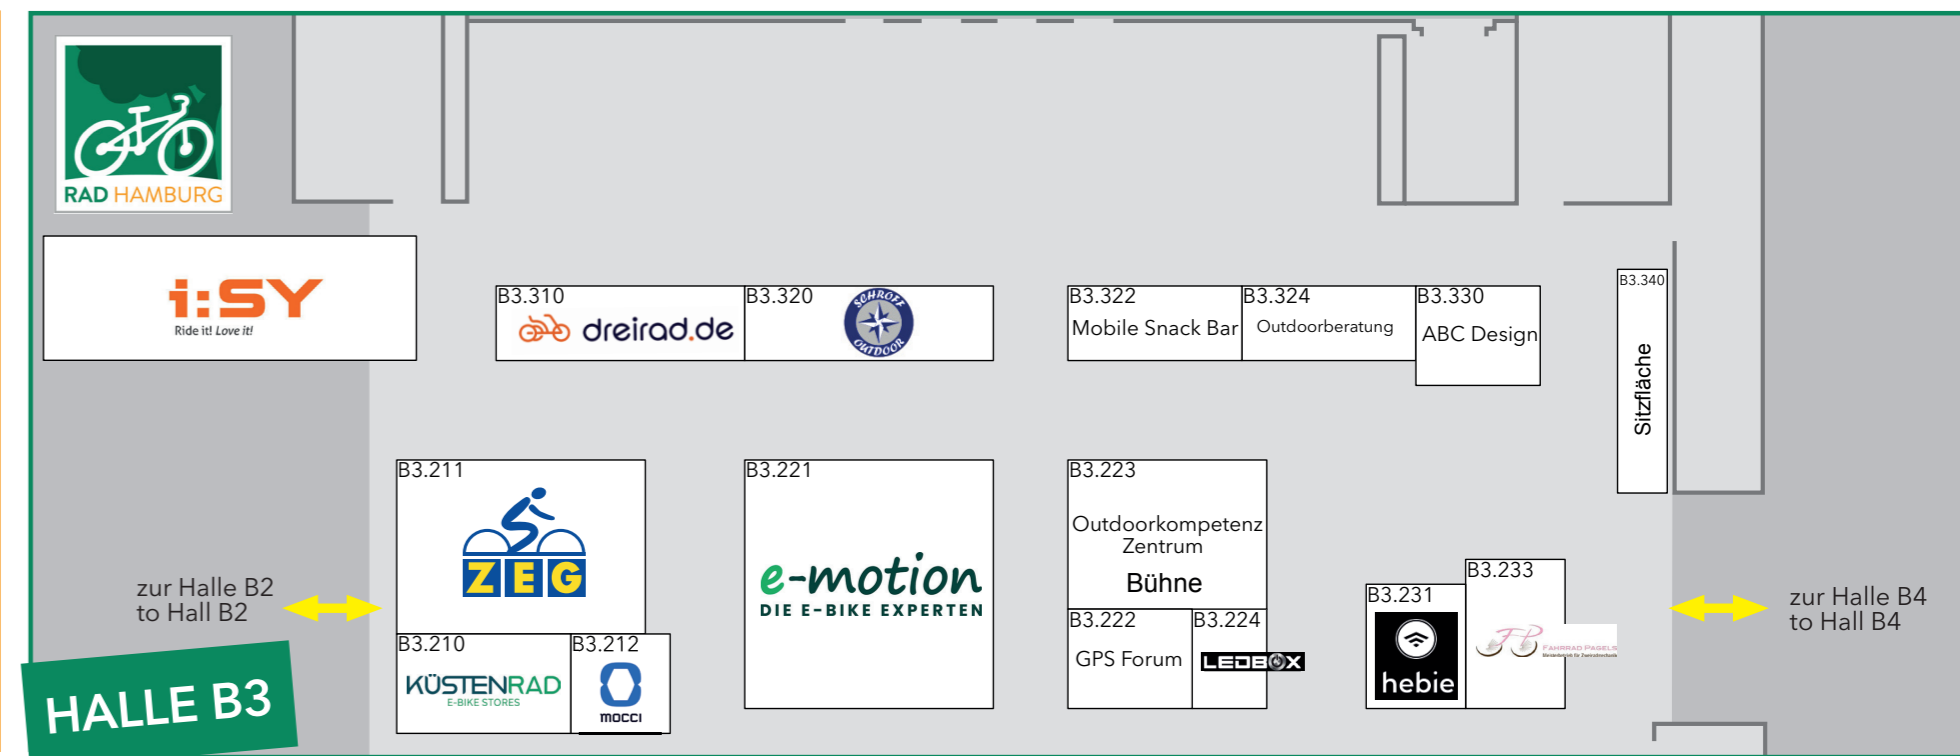 RAD HAMBURG
i:SY
Ride it! Love it!
B3.310
dreirad.de
B3.320
SCHROFF
OUTDOOR
B3.322
Mobile Snack Bar
B3.324
Outdoorberatung
B3.330
ABC Design
B3.340
Sitzfläche
B3.211
ZEG
B3.221
e-motion
DIE E-BIKE EXPERTEN
B3.223
Outdoorkompetenz
Zentrum
Bühne
zur Halle B2
to Hall B2
B3.210
KÜSTENRAD
E-BIKE STORES
B3.212
MOCCI
B3.222
GPS Forum
B3.224
LEDBOX
B3.231
hebie
B3.233
FAHRRAD PAGELS
Meisterbetrieb für Zweiradmechanik
zur Halle B4
to Hall B4
HALLE B3